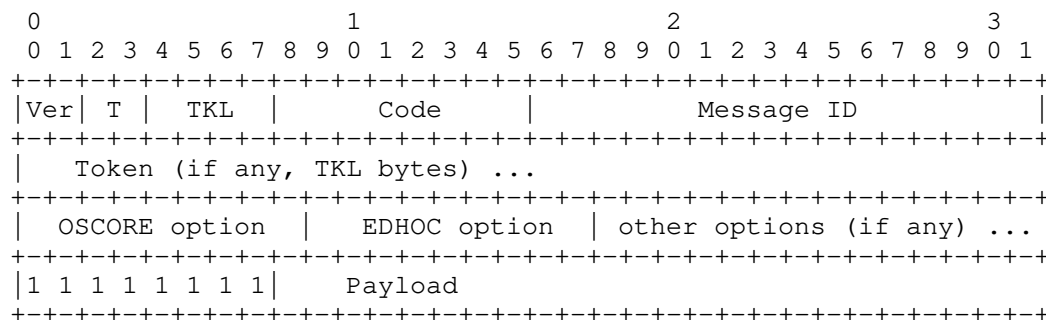 0                   1                   2                   3
 0 1 2 3 4 5 6 7 8 9 0 1 2 3 4 5 6 7 8 9 0 1 2 3 4 5 6 7 8 9 0 1
+-+-+-+-+-+-+-+-+-+-+-+-+-+-+-+-+-+-+-+-+-+-+-+-+-+-+-+-+-+-+-+-+
|Ver| T |  TKL  |      Code     |          Message ID           |
+-+-+-+-+-+-+-+-+-+-+-+-+-+-+-+-+-+-+-+-+-+-+-+-+-+-+-+-+-+-+-+-+
|   Token (if any, TKL bytes) ...
+-+-+-+-+-+-+-+-+-+-+-+-+-+-+-+-+-+-+-+-+-+-+-+-+-+-+-+-+-+-+-+-+
|  OSCORE option  |   EDHOC option  | other options (if any) ...
+-+-+-+-+-+-+-+-+-+-+-+-+-+-+-+-+-+-+-+-+-+-+-+-+-+-+-+-+-+-+-+-+
|1 1 1 1 1 1 1 1|    Payload
+-+-+-+-+-+-+-+-+-+-+-+-+-+-+-+-+-+-+-+-+-+-+-+-+-+-+-+-+-+-+-+-+